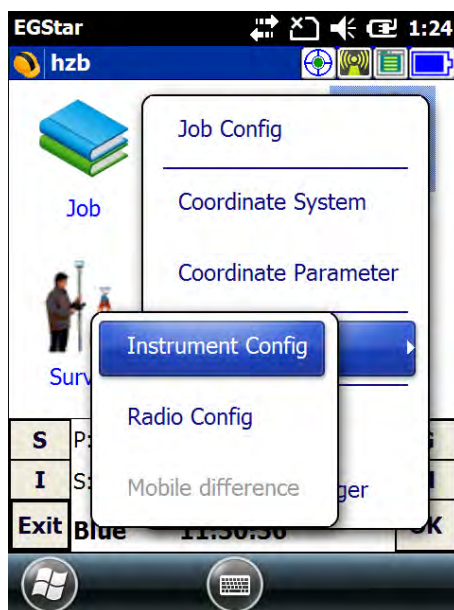 EGStar 1:24
hzb
Job Config
Job
Coordinate System
Coordinate Parameter
Instrument Config
Radio Config
Mobile difference
S P:
I S:
Exit Blue